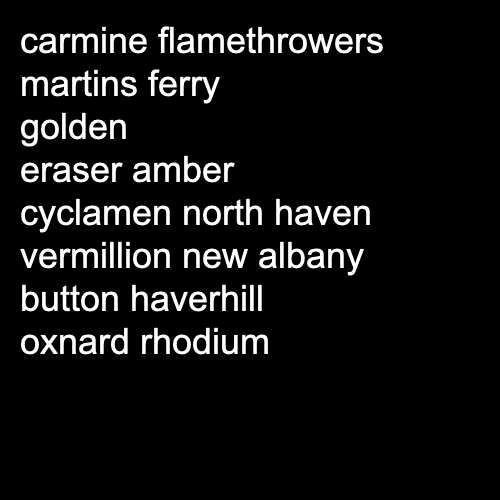 carmine flamethrowers
martins ferry
golden
eraser amber
cyclamen north haven
vermillion new albany
button haverhill
oxnard rhodium